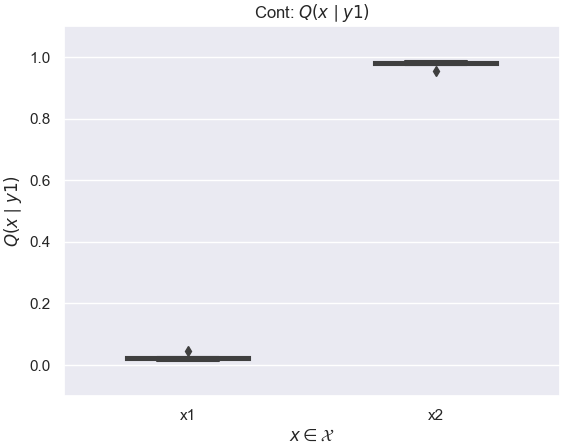 Cont: Q(x | y1)
Q(x | y1)
1.0
0.8
0.6
0.4
0.2
0.0
x1 x2
x ∈ 𝒳